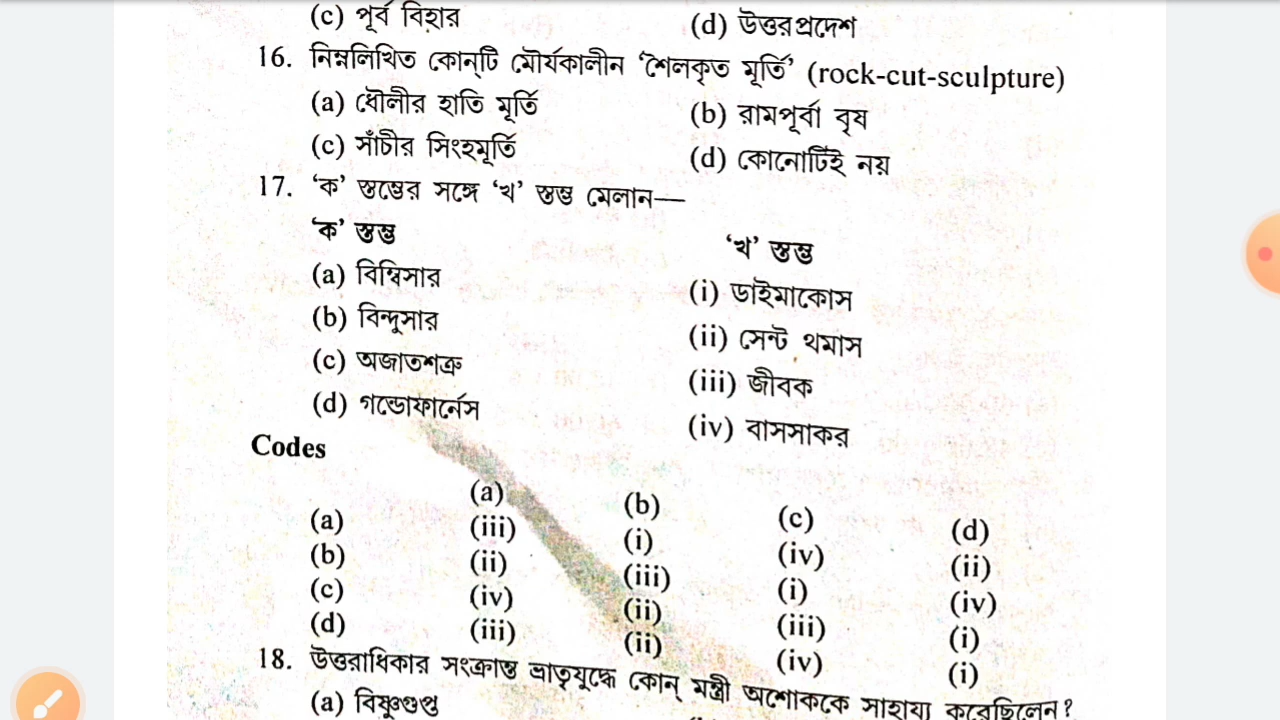 (c) পূর্ব বিহার (d) উত্তরপ্রদেশ
16. নিম্নলিখিত কোন্‌টি মৌর্যকালীন ‘শৈলকৃত মূর্তি’ (rock-cut-sculpture)
(a) ধৌলীর হাতি মূর্তি (b) রামপূর্বা বৃষ
(c) সাঁচীর সিংহমূর্তি (d) কোনোটিই নয়
17. ‘ক’ স্তম্ভের সঙ্গে ‘খ’ স্তম্ভ মেলান—
‘ক’ স্তম্ভ ‘খ’ স্তম্ভ
(a) বিম্বিসার (i) ডাইমাকোস
(b) বিন্দুসার (ii) সেন্ট থমাস
(c) অজাতশত্রু (iii) জীবক
(d) গন্ডোফার্নেস (iv) বাসসাকর
Codes
(a) (b) (c) (d)
(a) (iii) (i) (iv) (ii)
(b) (ii) (iii) (i) (iv)
(c) (iv) (ii) (iii) (i)
(d) (iii) (ii) (iv) (i)
18. উত্তরাধিকার সংক্রান্ত ভ্রাতৃযুদ্ধে কোন্ মন্ত্রী অশোককে সাহায্য করেছিলেন?
(a) বিষ্ণুগুপ্ত